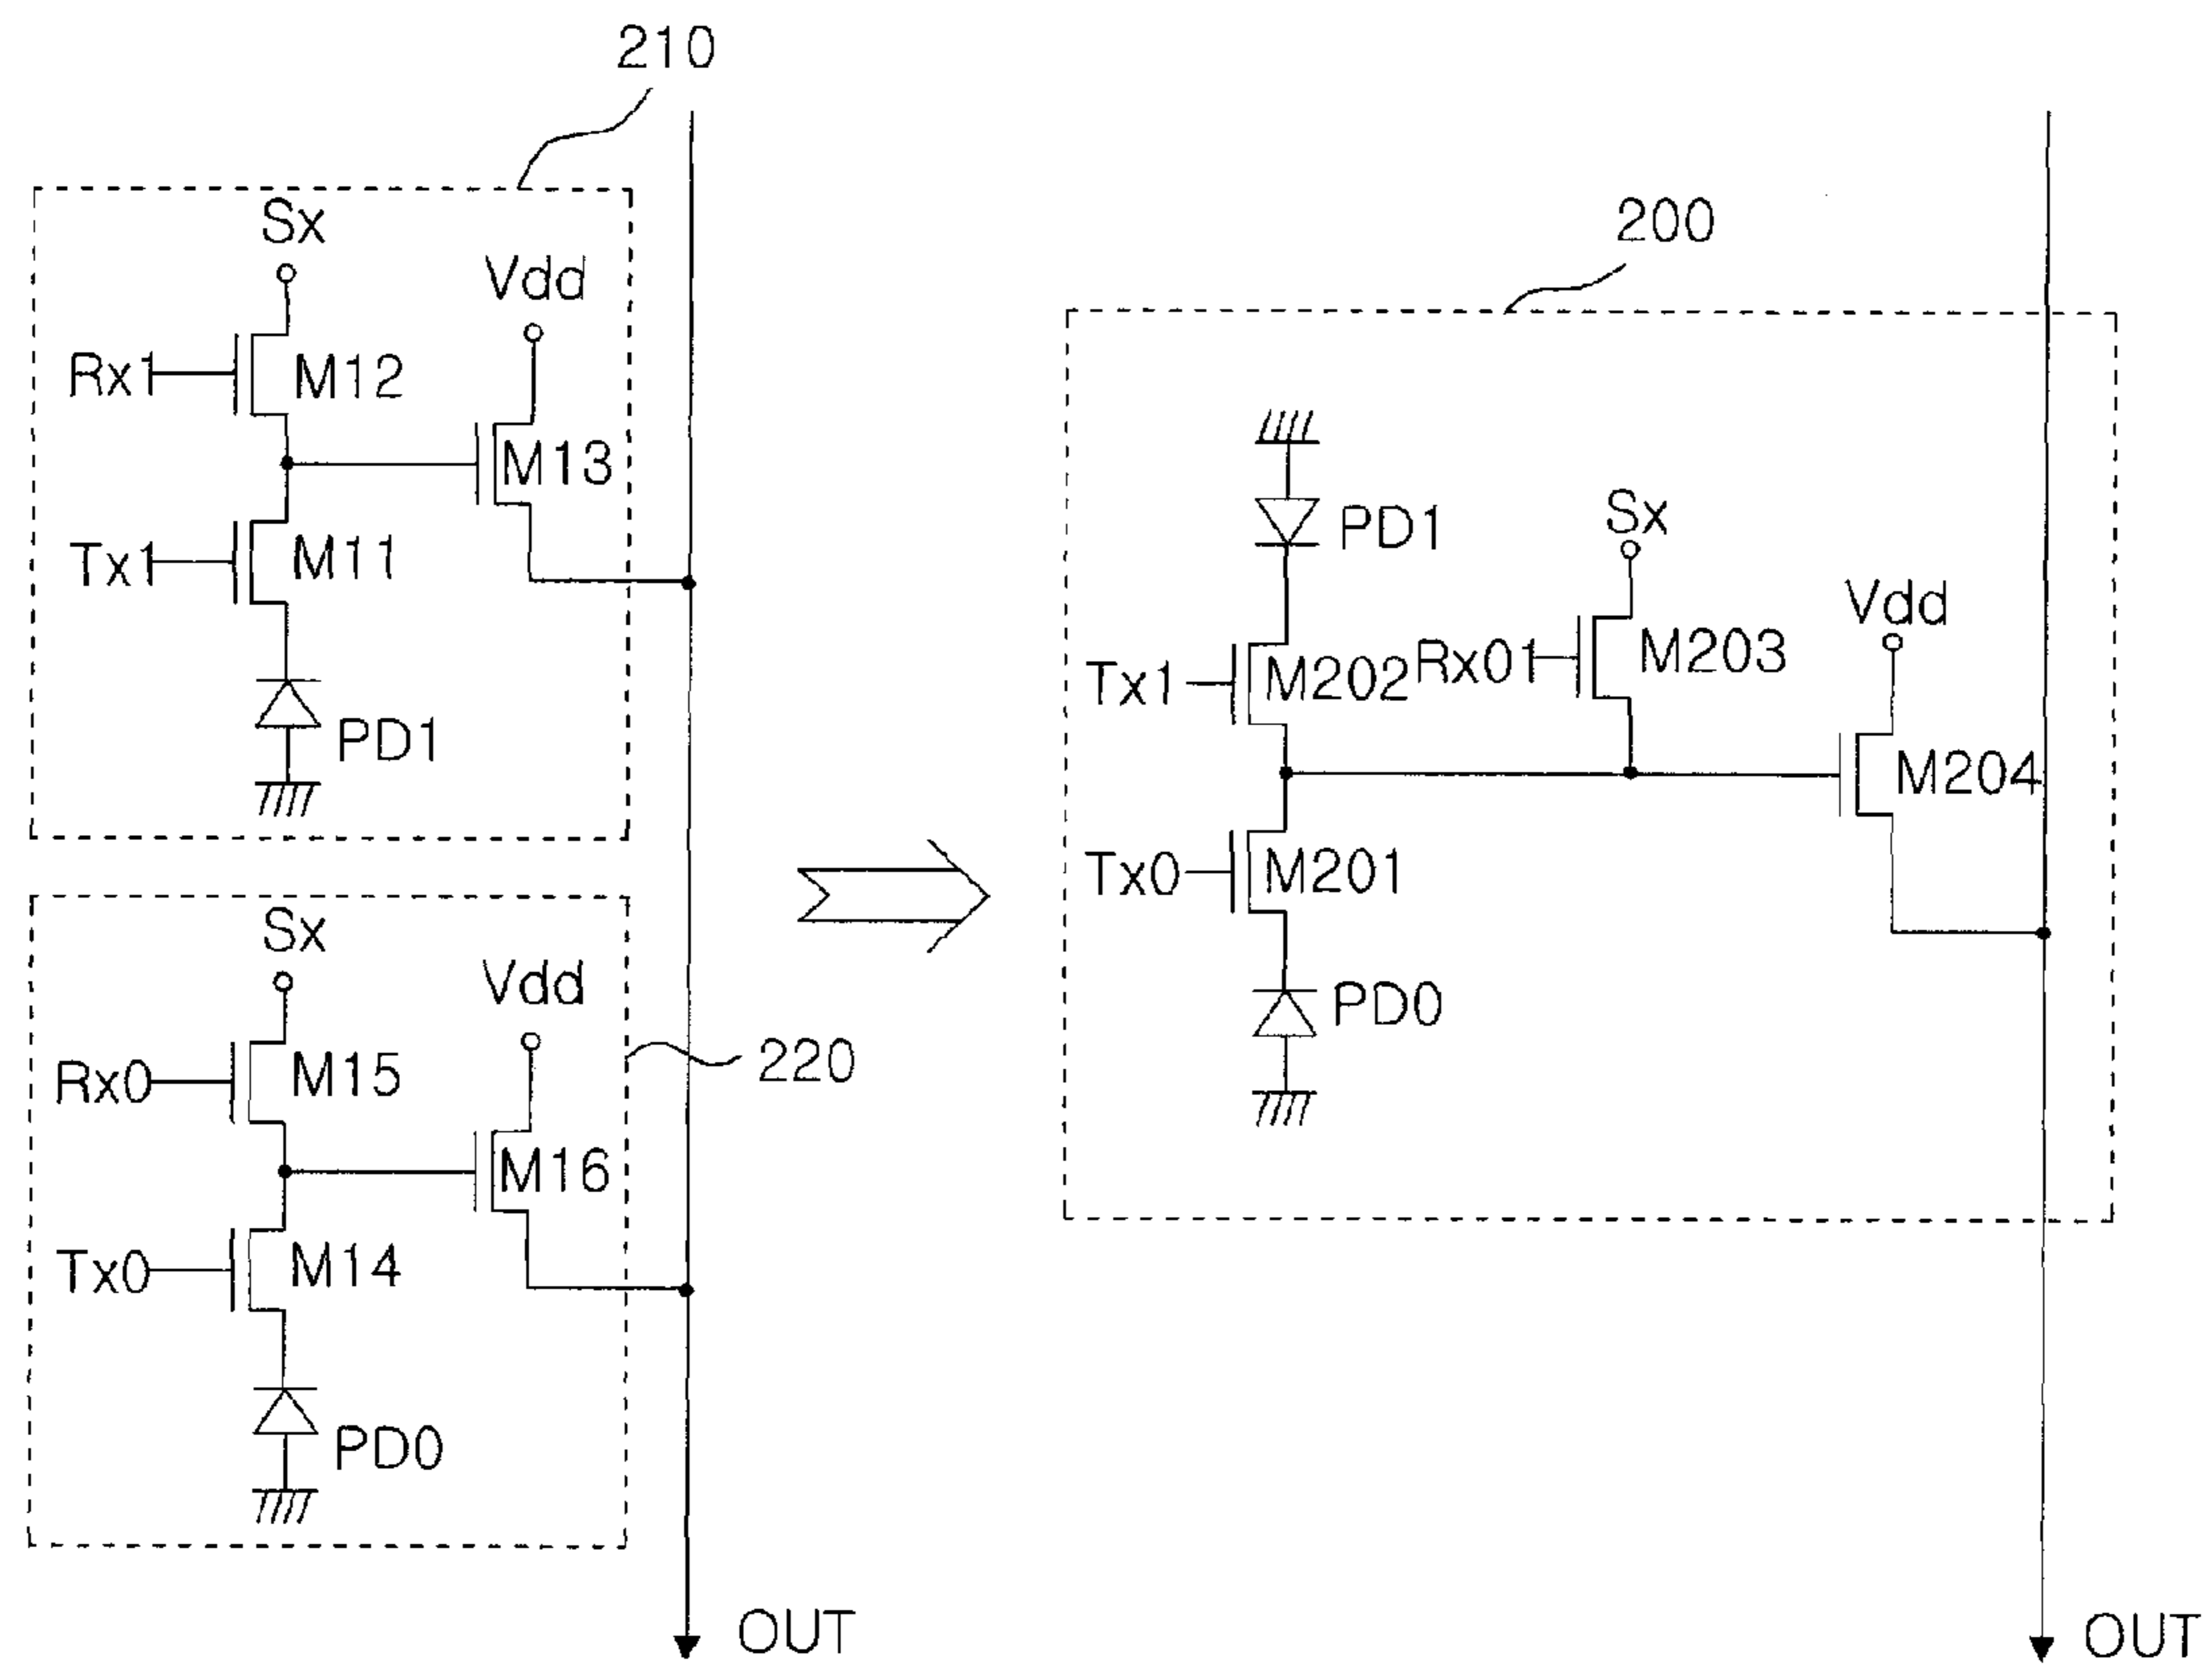 210
Sx
Vdd
Rx1
M12
M13
Tx1
M11
PD1
Sx
Vdd
220
Rx0
M15
M16
Tx0
M14
PD0
OUT
200
PD1
Sx
Vdd
Tx1
M202
Rx01
M203
M204
Tx0
M201
PD0
OUT